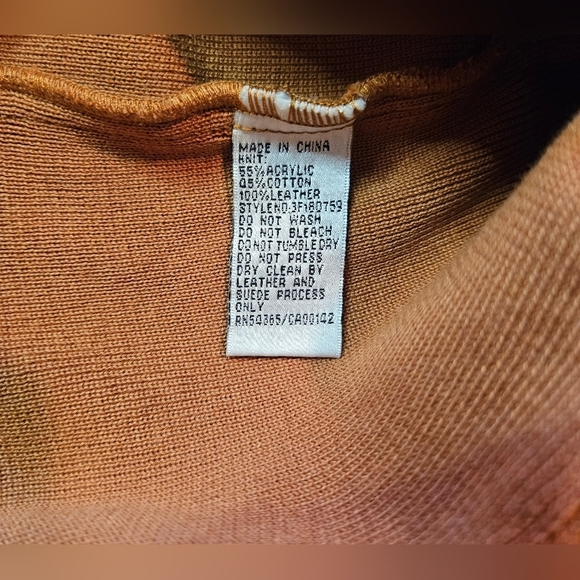 MADE IN CHINA
KNIT:
55%ACRYLIC
45%COTTON
100%LEATHER
STYLENO.3F180759
DO NOT WASH
DO NOT BLEACH
DO NOT TUMBLE DRY
DO NOT PRESS
DRY CLEAN BY
LEATHER AND
SUEDE PROCESS
ONLY
RN54365/CA00142